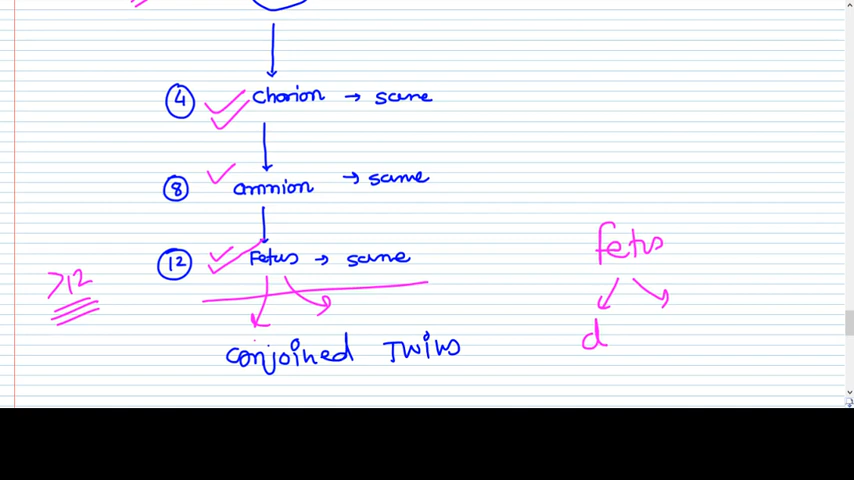 4 Chorion → same
8 amnion → same
12 Fetus → same
>12
conjoined Twins
fetus
d